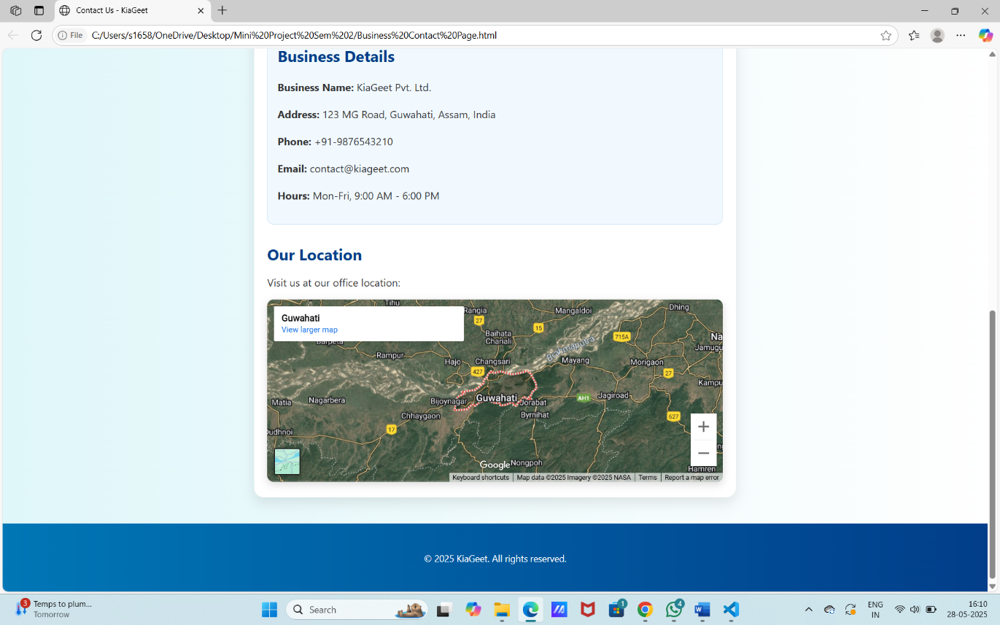 Contact Us - KiaGeet
File
C:/Users/s1658/OneDrive/Desktop/Mini%20Project%20Sem%202/Business%20Contact%20Page.html
Business Details
Business Name: KiaGeet Pvt. Ltd.
Address: 123 MG Road, Guwahati, Assam, India
Phone: +91-9876543210
Email: contact@kiageet.com
Hours: Mon-Fri, 9:00 AM - 6:00 PM
Our Location
Visit us at our office location:
Tihu
Dhing
Rangia
Mangaldoi
Guwahati
View larger map
27
15
Baihata
Chariali
715A
Na
Barpeta
Brahmaputra
Jamugu
Rampur
Hajo
Changsari
Mayang
Morigaon
427
27
Kampu
Matia
Nagarbera
Bijoynagar
Guwahati
Jorabat
AH1
Jagiroad
Chhaygaon
Byrnihat
627
17
Dudhnoi
Google
Nongpoh
Hamren
Keyboard shortcuts
Map data ©2025 Imagery ©2025 NASA
Terms
Report a map error
© 2025 KiaGeet. All rights reserved.
3
Temps to plum...
Tomorrow
Search
1
4
ENG
IN
16:10
28-05-2025